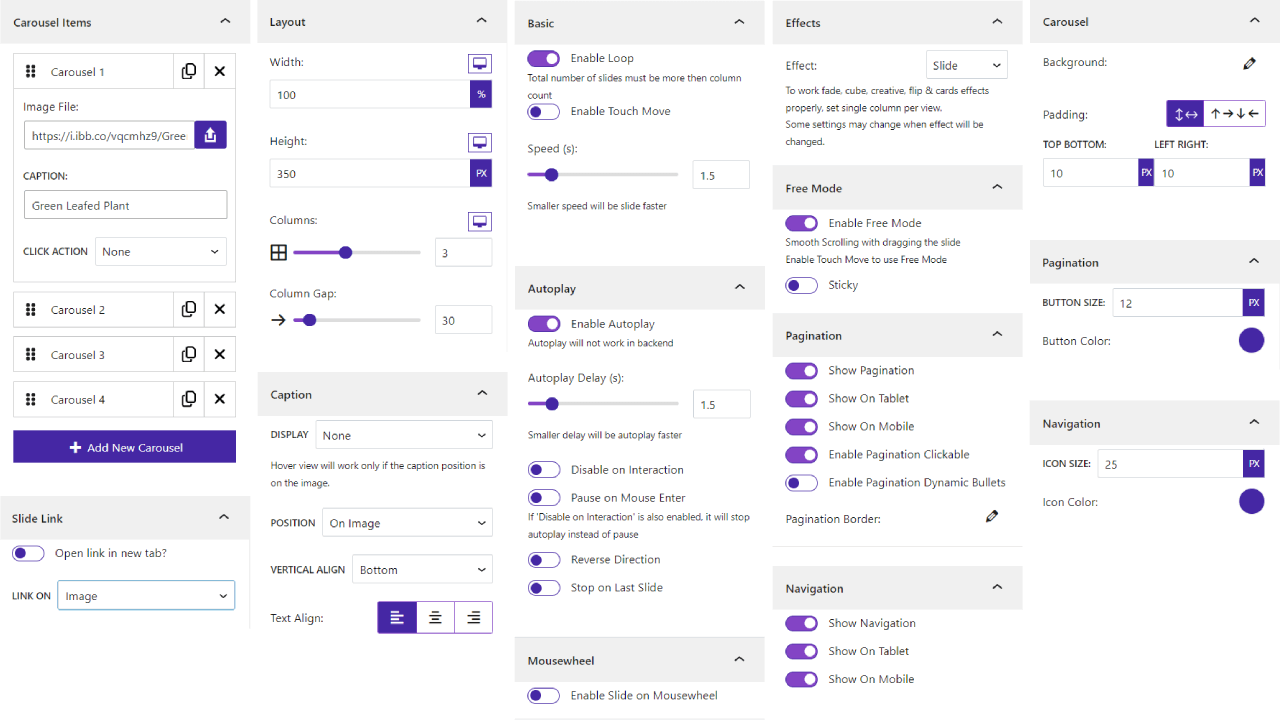 Carousel Items
Carousel 1
Image File:
https://i.ibb.co/vqcmhz9/Gree
CAPTION:
Green Leafed Plant
CLICK ACTION
None
Carousel 2
Carousel 3
Carousel 4
Add New Carousel
Slide Link
Open link in new tab?
LINK ON
Image
Layout
Width:
100
%
Height:
350
PX
Columns:
3
Column Gap:
30
Caption
DISPLAY
None
Hover view will work only if the caption position is
on the image.
POSITION
On Image
VERTICAL ALIGN
Bottom
Text Align:
Basic
Enable Loop
Total number of slides must be more then column
count
Enable Touch Move
Speed (s):
1.5
Smaller speed will be slide faster
Autoplay
Enable Autoplay
Autoplay will not work in backend
Autoplay Delay (s):
1.5
Smaller delay will be autoplay faster
Disable on Interaction
Pause on Mouse Enter
If 'Disable on Interaction' is also enabled, it will stop
autoplay instead of pause
Reverse Direction
Stop on Last Slide
Mousewheel
Enable Slide on Mousewheel
Effects
Effect:
Slide
To work fade, cube, creative, flip & cards effects
properly, set single column per view.
Some settings may change when effect will be
changed.
Free Mode
Enable Free Mode
Smooth Scrolling with dragging the slide
Enable Touch Move to use Free Mode
Sticky
Pagination
Show Pagination
Show On Tablet
Show On Mobile
Enable Pagination Clickable
Enable Pagination Dynamic Bullets
Pagination Border:
Navigation
Show Navigation
Show On Tablet
Show On Mobile
Carousel
Background:
Padding:
TOP BOTTOM:
LEFT RIGHT:
10
PX
10
PX
Pagination
BUTTON SIZE:
12
PX
Button Color:
Navigation
ICON SIZE:
25
PX
Icon Color: